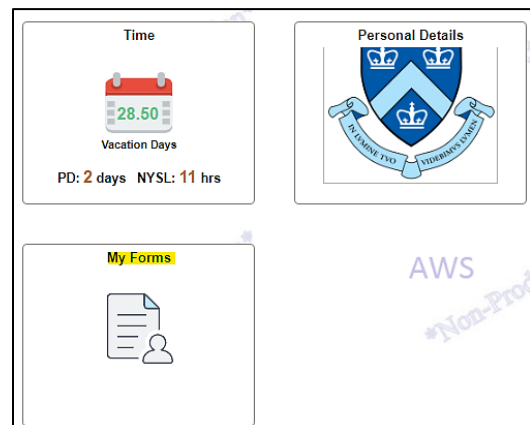 Time
Personal Details
28.50
Vacation Days
PD: 2 days NYSL: 11 hrs
IN LVMINE TVO VIDEBIMVS LVMEN
My Forms
AWS
*Non-Prod